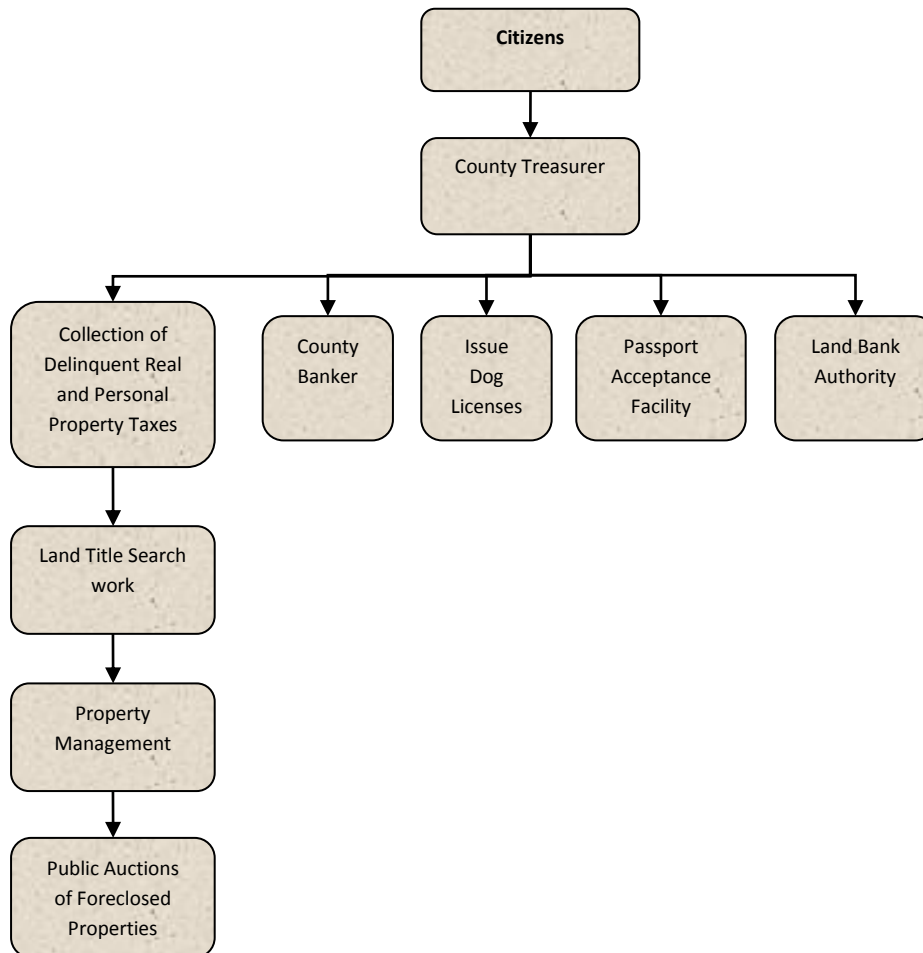 Citizens
County Treasurer
Collection of
Delinquent Real
and Personal
Property Taxes
County
Banker
Issue
Dog
Licenses
Passport
Acceptance
Facility
Land Bank
Authority
Land Title Search
work
Property
Management
Public Auctions
of Foreclosed
Properties